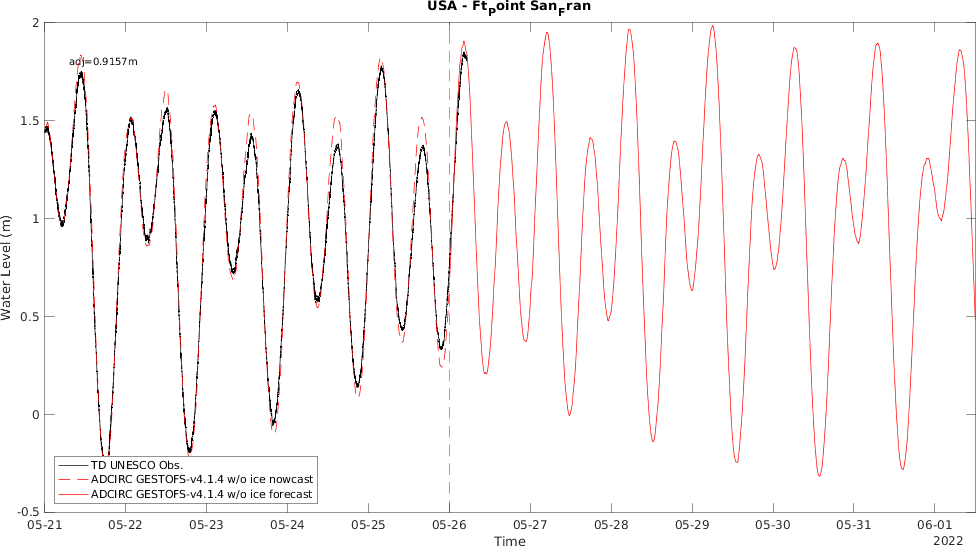 USA - Ft_Point San_Fran
adj=0.9157m
2
1.5
1
0.5
0
-0.5
Water Level (m)
TD UNESCO Obs.
ADCIRC GESTOFS-v4.1.4 w/o ice nowcast
ADCIRC GESTOFS-v4.1.4 w/o ice forecast
05-21 05-22 05-23 05-24 05-25 05-26 05-27 05-28 05-29 05-30 05-31 06-01
Time
2022